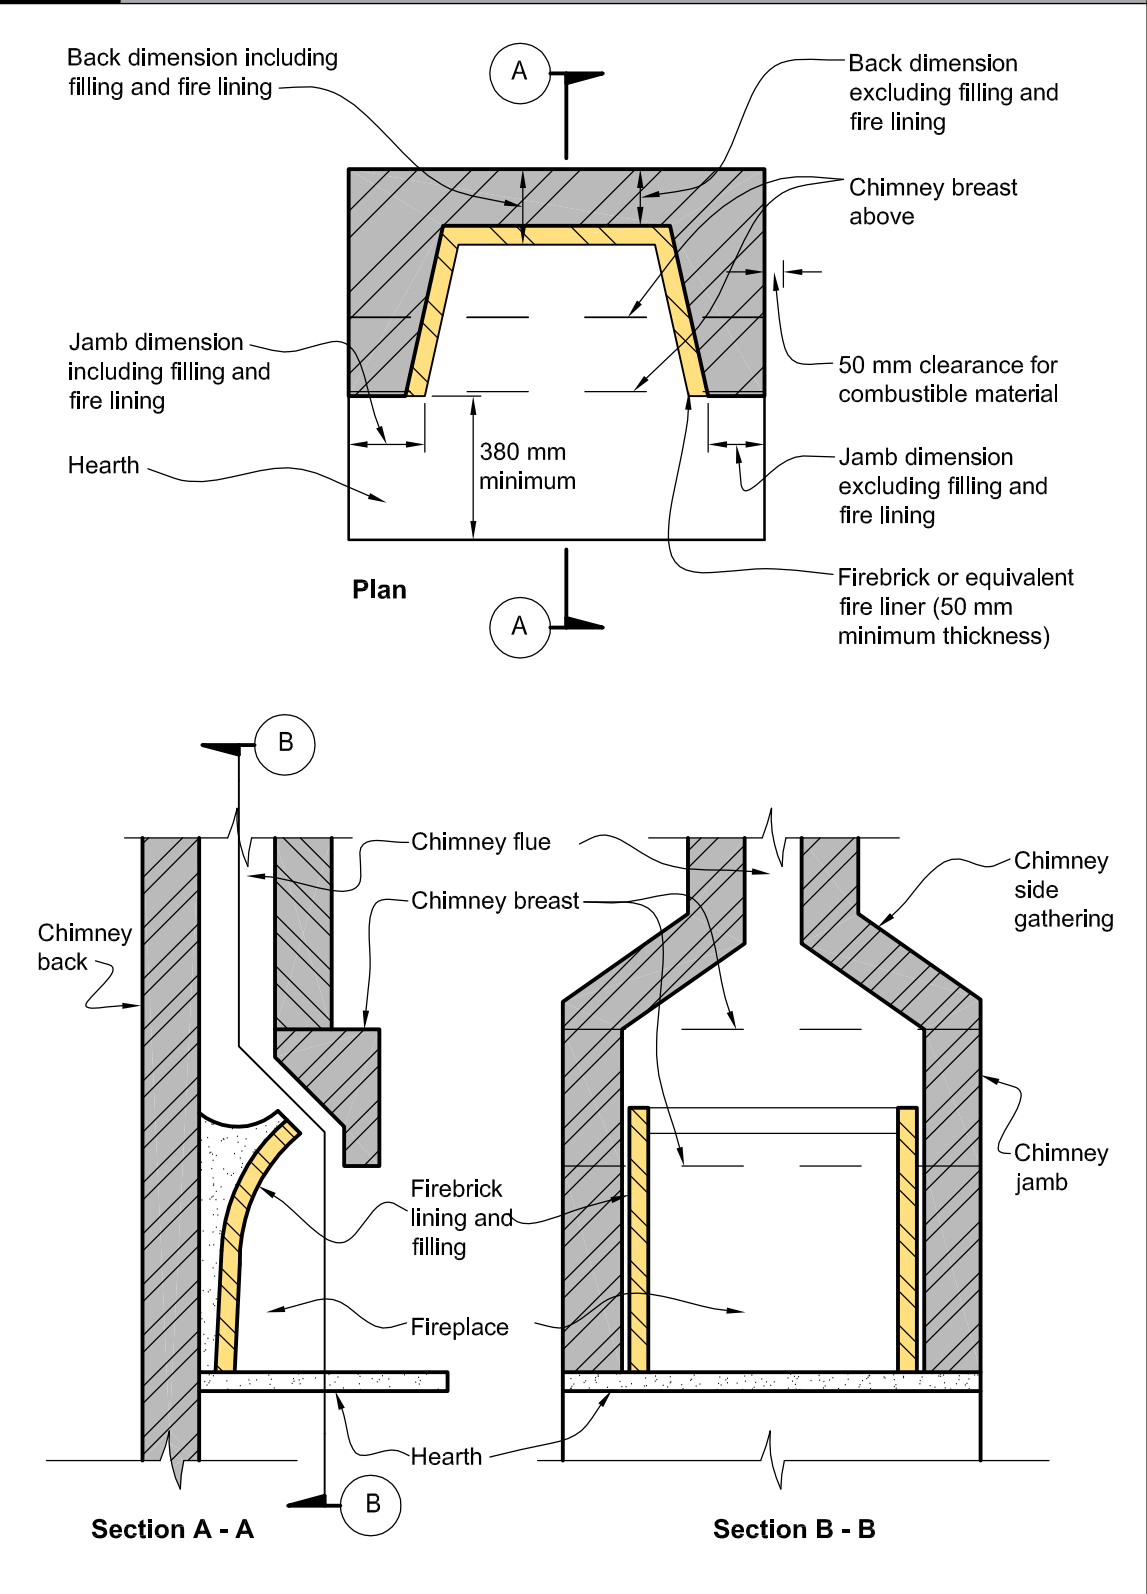 Back dimension including
filling and fire lining
A
Back dimension
excluding filling and
fire lining
Chimney breast
above
Jamb dimension
including filling and
fire lining
50 mm clearance for
combustible material
Hearth
380 mm
minimum
Jamb dimension
excluding filling and
fire lining
Plan
Firebrick or equivalent
fire liner (50 mm
minimum thickness)
A
B
Chimney flue
Chimney
side
gathering
Chimney breast
Chimney
back
Chimney
jamb
Firebrick
lining and
filling
Fireplace
Hearth
B
Section A - A
Section B - B